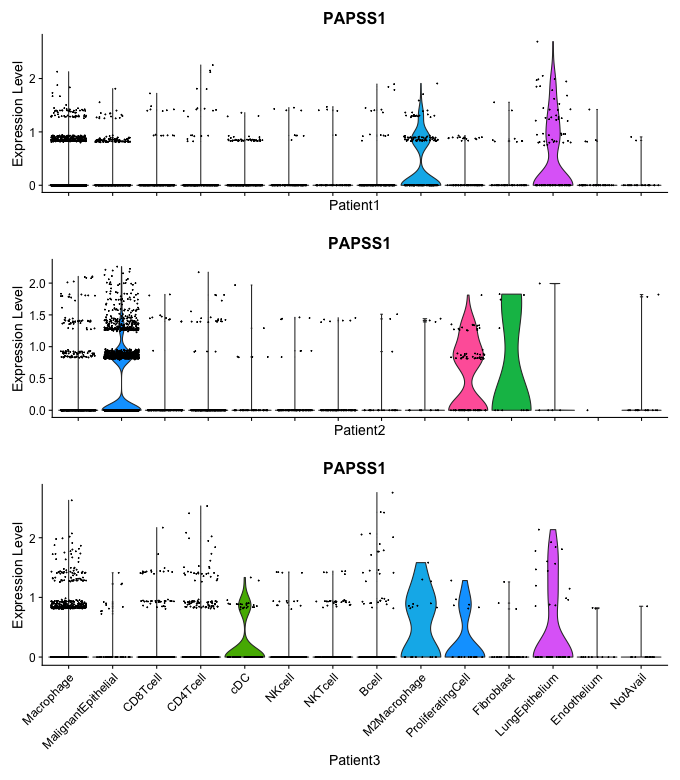 PAPSS1
Expression Level
2
1
0
Patient1
PAPSS1
Expression Level
2.0
1.5
1.0
0.5
0.0
Patient2
PAPSS1
Expression Level
2
1
0
Macrophage
MalignantEpithelial
CD8Tcell
CD4Tcell
cDC
NKcell
NKTcell
Bcell
M2Macrophage
ProliferatingCell
Fibroblast
LungEpithelium
Endothelium
NotAvail
Patient3